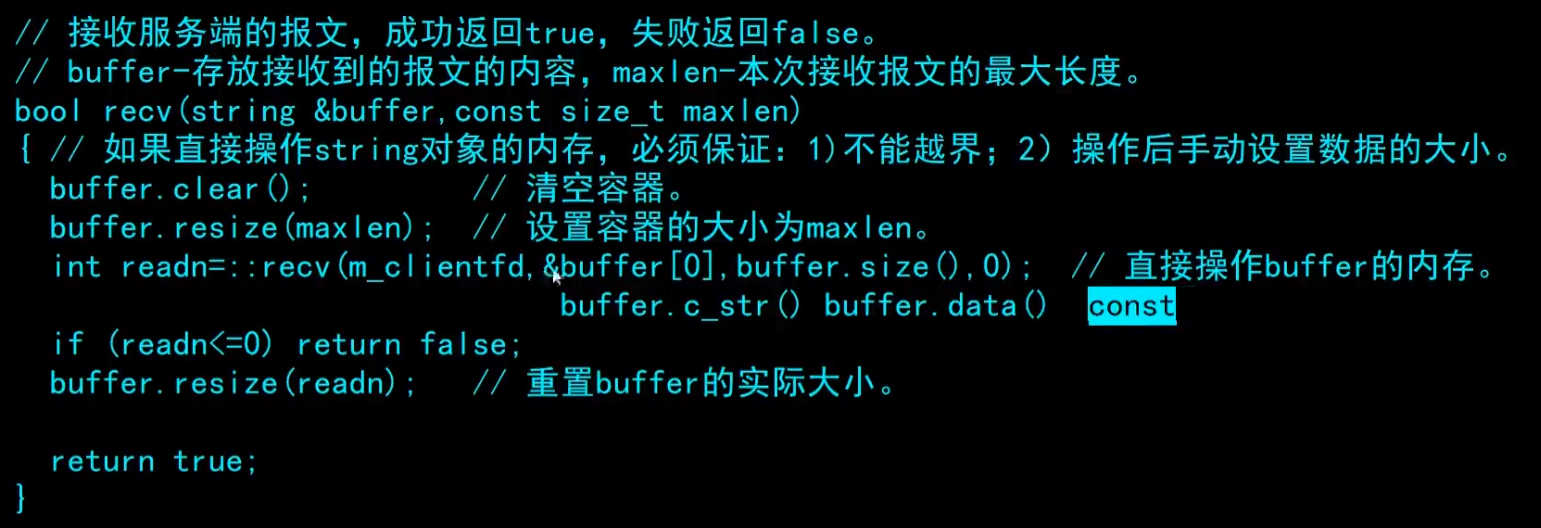 // 接收服务端的报文，成功返回true，失败返回false。
// buffer-存放接收到的报文的内容，maxlen-本次接收报文的最大长度。
bool recv(string &buffer,const size_t maxlen)
{ // 如果直接操作string对象的内存，必须保证：1)不能越界；2）操作后手动设置数据的大小。
  buffer.clear();         // 清空容器。
  buffer.resize(maxlen);  // 设置容器的大小为maxlen。
  int readn=::recv(m_clientfd,&buffer[0],buffer.size(),0);  // 直接操作buffer的内存。
                               buffer.c_str() buffer.data()  const
  if (readn<=0) return false;
  buffer.resize(readn);   // 重置buffer的实际大小。
  return true;
}